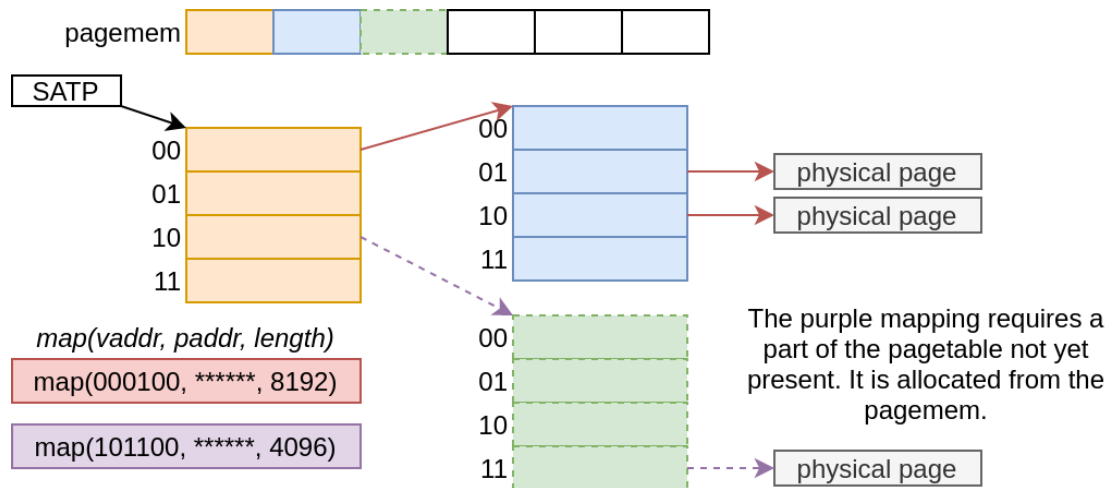 pagemem
SATP
00
01
10
11
00
01
10
11
physical page
physical page
map(vaddr, paddr, length)
map(000100, ******, 8192)
map(101100, ******, 4096)
00
01
10
11
The purple mapping requires a
part of the pagetable not yet
present. It is allocated from the
pagemem.
physical page